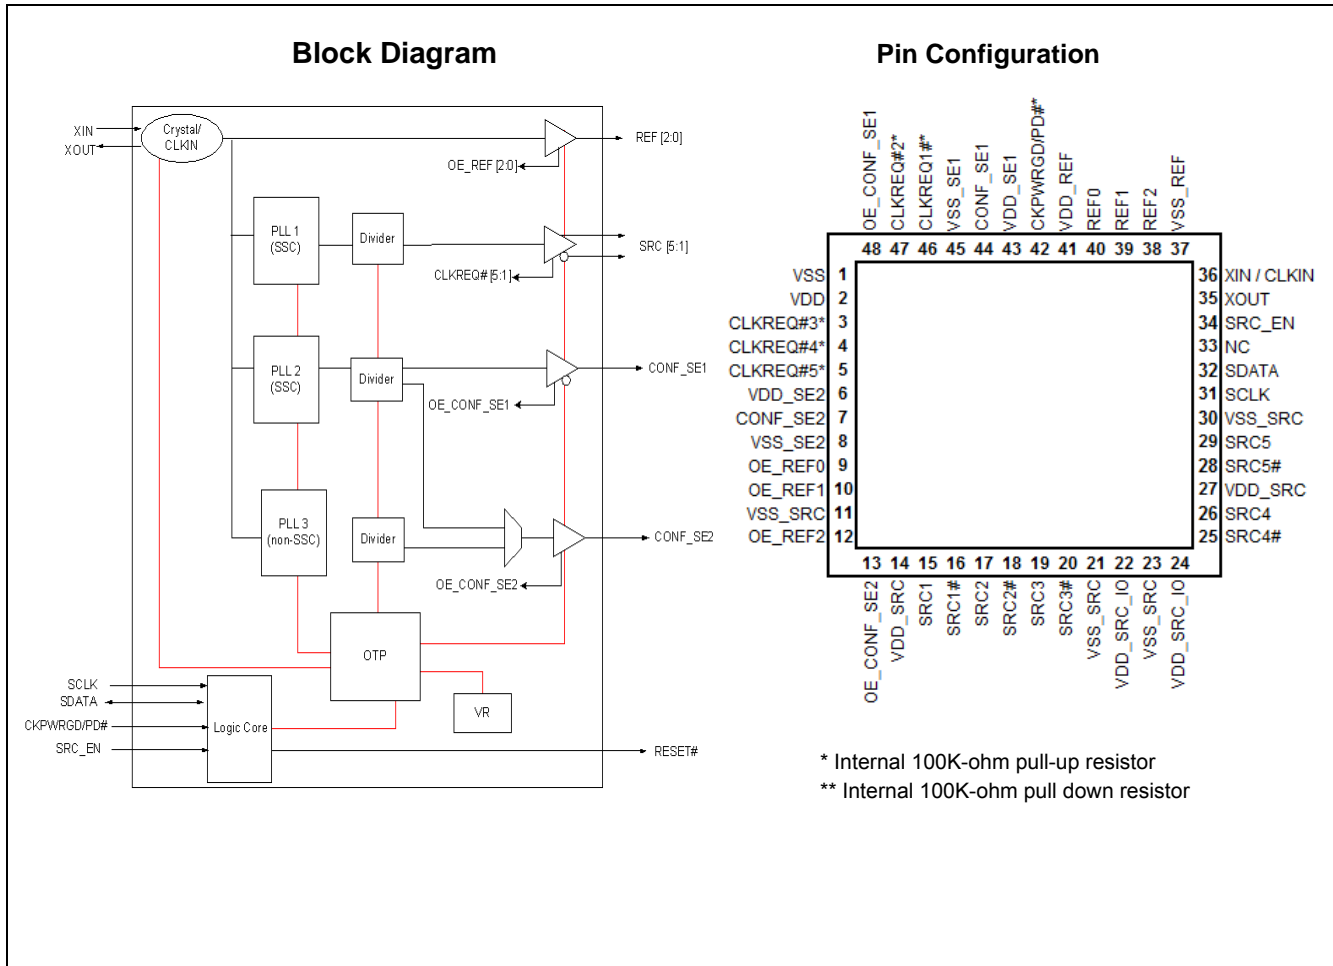 Block Diagram
XIN
XOUT
Crystal/
CLKIN
REF [2:0]
OE_REF [2:0]
PLL 1
(SSC)
Divider
SRC [5:1]
CLKREQ# [5:1]
PLL 2
(SSC)
Divider
CONF_SE1
OE_CONF_SE1
PLL 3
(non-SSC)
Divider
CONF_SE2
OE_CONF_SE2
OTP
VR
SCLK
SDATA
CKPWRGD/PD#
SRC_EN
Logic Core
RESET#
Pin Configuration
OE_CONF_SE1
CLKREQ#2*
CLKREQ1#*
VSS_SE1
CONF_SE1
VDD_SE1
CKPWRGD/PD#*
VDD_REF
REF0
REF1
REF2
VSS_REF
48 47 46 45 44 43 42 41 40 39 38 37
VSS 1
VDD 2
CLKREQ#3* 3
CLKREQ#4* 4
CLKREQ#5* 5
VDD_SE2 6
CONF_SE2 7
VSS_SE2 8
OE_REF0 9
OE_REF1 10
VSS_SRC 11
OE_REF2 12
36 XIN / CLKIN
35 XOUT
34 SRC_EN
33 NC
32 SDATA
31 SCLK
30 VSS_SRC
29 SRC5
28 SRC5#
27 VDD_SRC
26 SRC4
25 SRC4#
13 14 15 16 17 18 19 20 21 22 23 24
OE_CONF_SE2
VDD_SRC
SRC1
SRC1#
SRC2
SRC2#
SRC3
SRC3#
VSS_SRC
VDD_SRC_IO
VSS_SRC
VDD_SRC_IO
* Internal 100K-ohm pull-up resistor
** Internal 100K-ohm pull down resistor